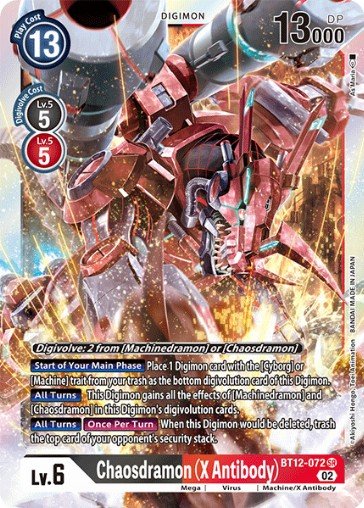 DIGIMON
Play Cost
13
13000
DP
Digivolve Cost
Lv.5
5
Lv.5
5
Digivolve: 2 from [Machinedramon] or [Chaosdramon]
Start of Your Main Phase Place 1 Digimon card with the [Cyborg] or
[Machine] trait from your trash as the bottom digivolution card of this Digimon.
All Turns This Digimon gains all the effects of [Machinedramon] and
[Chaosdramon] in this Digimon's digivolution cards.
All Turns Once Per Turn When this Digimon would be deleted, trash
the top card of your opponent's security stack.
Lv.6
Chaosdramon (X Antibody)
BT12-072 SR
02
Mega | Virus | Machine/X Antibody
©Akiyoshi Hongo, Toei Animation BANDAI MADE IN JAPAN